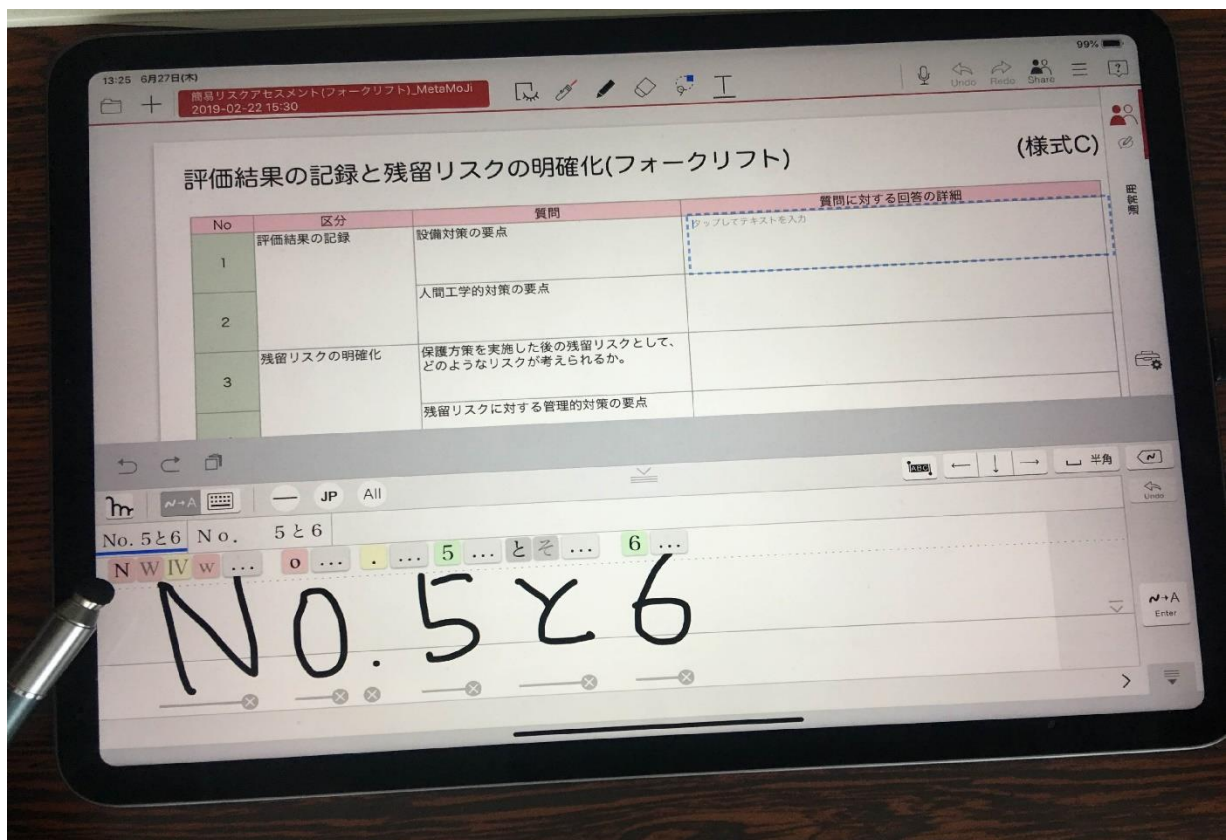 99%
13:25 6月27日(木)
簡易リスクアセスメント(フォークリフト)_MetaMoJi
2019-02-22 15:30
Undo Redo Share
通常用
評価結果の記録と残留リスクの明確化(フォークリフト) (様式C)
No 区分 質問 質問に対する回答の詳細
1 評価結果の記録 設備対策の要点 タップしてテキストを入力
2 人間工学的対策の要点
3 残留リスクの明確化 保護方策を実施した後の残留リスクとして、
どのようなリスクが考えられるか。
残留リスクに対する管理的対策の要点
ABC ← ↓ → 半角
→A JP All Undo
No. 5と6 No. 5と6
N W IV w ... o ... . ... 5 ... と そ ... 6 ...
No.5と6
→A
Enter